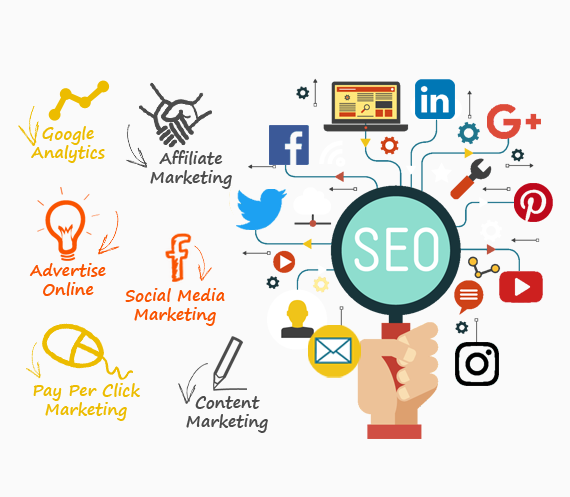 Google
Analytics
Affiliate
Marketing
Advertise
Online
Social Media
Marketing
Pay Per Click
Marketing
Content
Marketing
in
G+
f
SEO
f